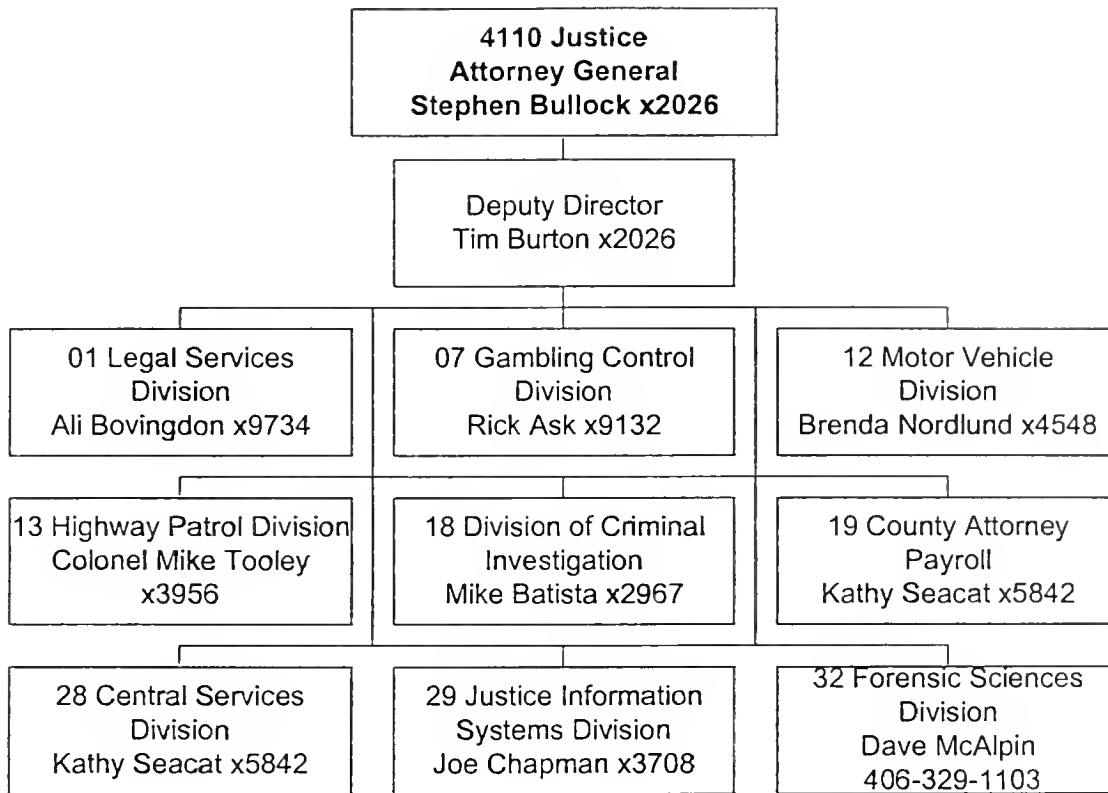 4110 Justice
Attorney General
Stephen Bullock x2026
Deputy Director
Tim Burton x2026
01 Legal Services
Division
Ali Bovingdon x9734
07 Gambling Control
Division
Rick Ask x9132
12 Motor Vehicle
Division
Brenda Nordlund x4548
13 Highway Patrol Division
Colonel Mike Tooley
x3956
18 Division of Criminal
Investigation
Mike Batista x2967
19 County Attorney
Payroll
Kathy Seacat x5842
28 Central Services
Division
Kathy Seacat x5842
29 Justice Information
Systems Division
Joe Chapman x3708
32 Forensic Sciences
Division
Dave McAlpin
406-329-1103